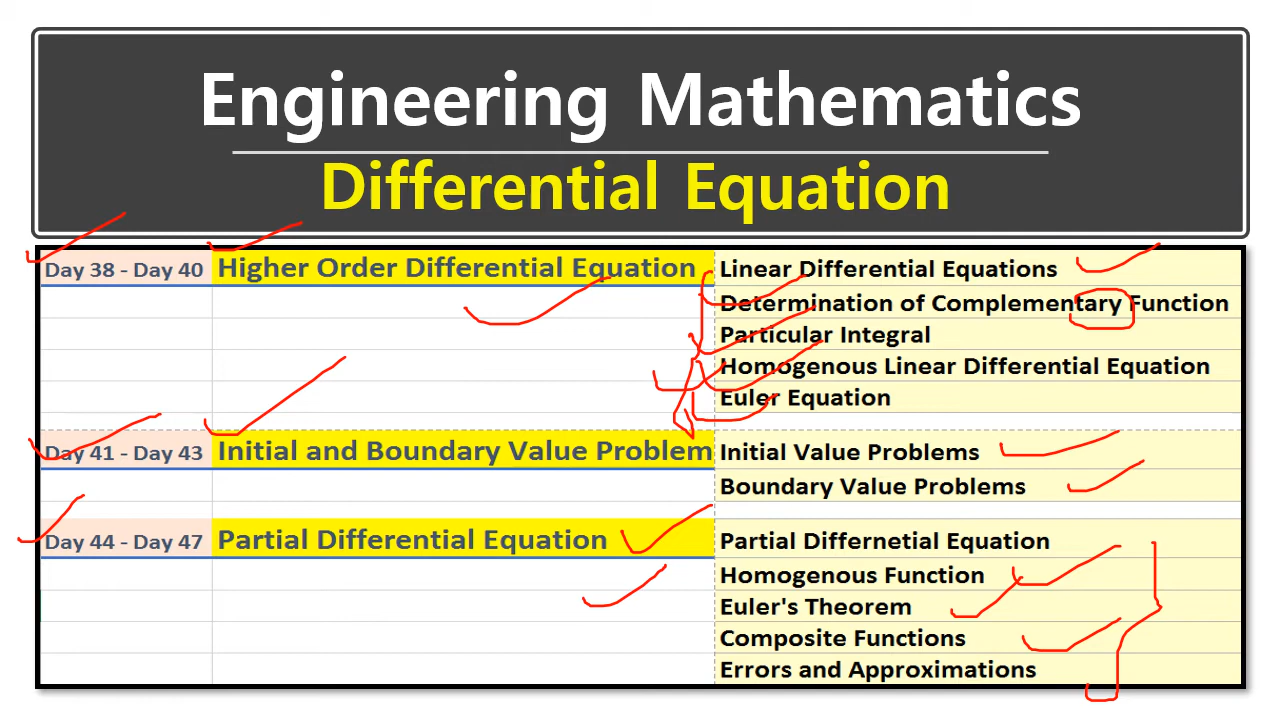 Engineering Mathematics
Differential Equation
Day 38 - Day 40 Higher Order Differential Equation Linear Differential Equations
Determination of Complementary Function
Particular Integral
Homogenous Linear Differential Equation
Euler Equation
Day 41 - Day 43 Initial and Boundary Value Problem Initial Value Problems
Boundary Value Problems
Day 44 - Day 47 Partial Differential Equation Partial Differnetial Equation
Homogenous Function
Euler's Theorem
Composite Functions
Errors and Approximations